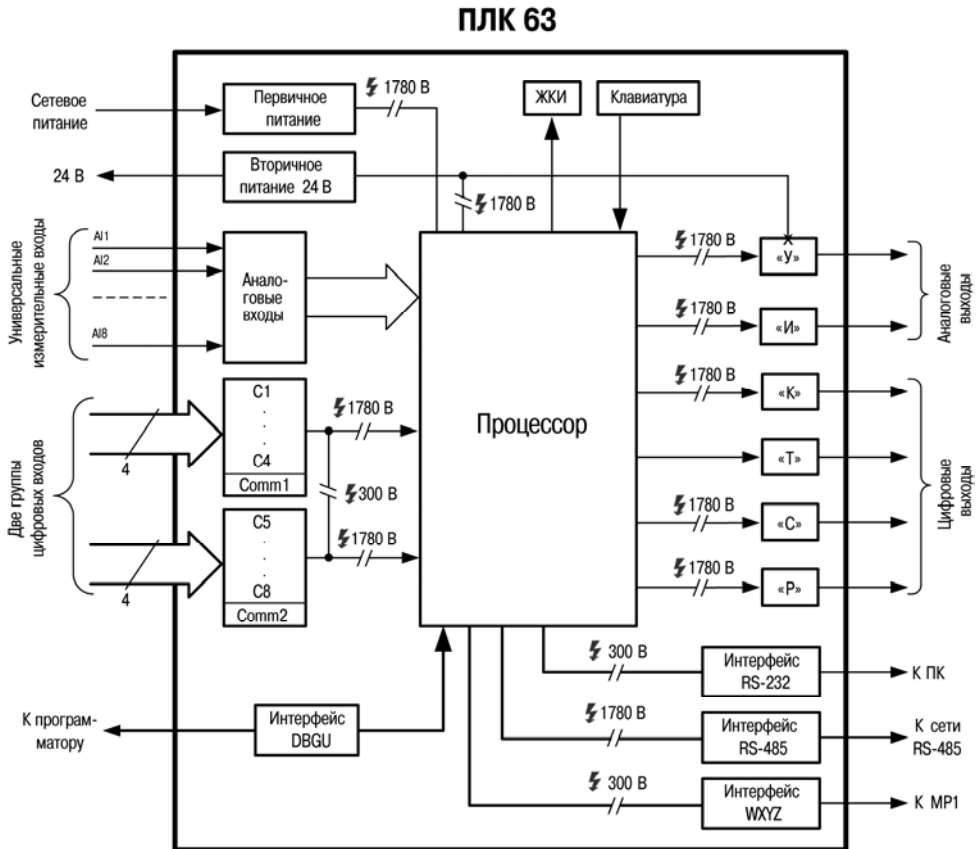 ПЛК 63
Сетевое
питание
Первичное
питание
1780 В
ЖКИ
Клавиатура
24 В
Вторичное
питание 24 В
1780 В
Универсальные
измерительные входы
AI1
AI2
AI8
Анало-
говые
входы
Процессор
1780 В
«У»
1780 В
«И»
Аналоговые
выходы
1780 В
«К»
«Т»
1780 В
«С»
1780 В
«Р»
Цифровые
выходы
Две группы
цифровых входов
4
4
C1
.
.
C4
Comm1
1780 В
300 В
1780 В
C5
.
.
.
C8
Comm2
300 В
Интерфейс
RS-232
К ПК
К програм-
матору
Интерфейс
DBGU
1780 В
Интерфейс
RS-485
К сети
RS-485
300 В
Интерфейс
WXYZ
К МР1